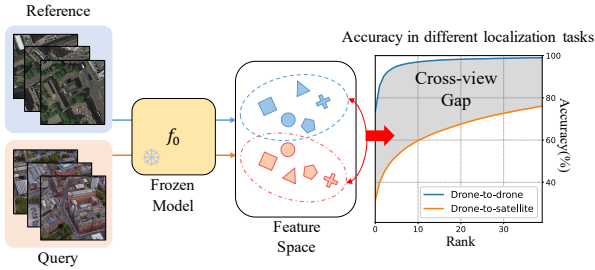 Reference
Query
f0
Frozen
Model
Feature
Space
Accuracy in different localization tasks
Cross-view
Gap
100
80
60
40
Accuracy(%)
Drone-to-drone
Drone-to-satellite
0
10
20
30
Rank